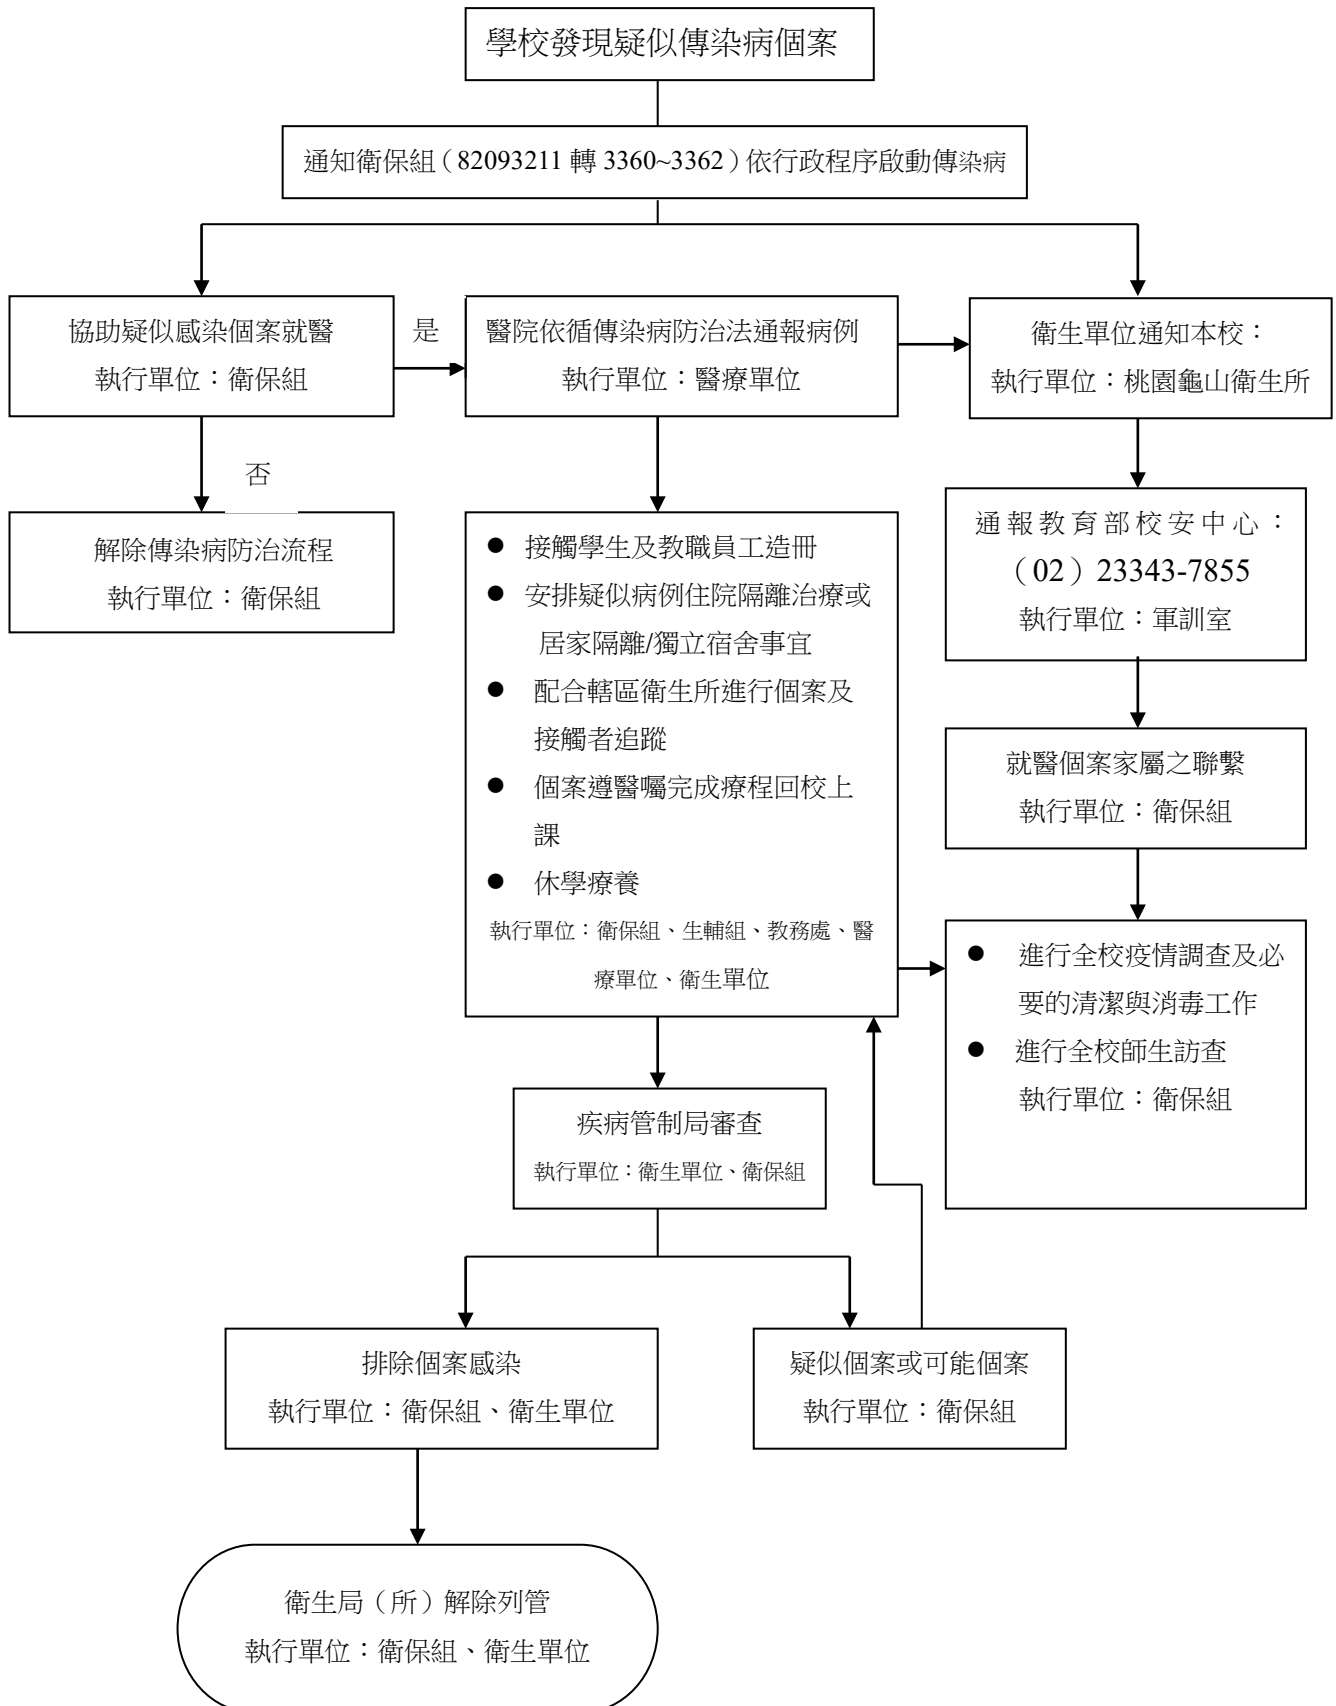 學校發現疑似傳染病個案
通知衛保組（82093211 轉 3360~3362）依行政程序啟動傳染病
協助疑似感染個案就醫
執行單位：衛保組
是
醫院依循傳染病防治法通報病例
執行單位：醫療單位
衛生單位通知本校：
執行單位：桃園龜山衛生所
否
解除傳染病防治流程
執行單位：衛保組
● 接觸學生及教職員工造冊
● 安排疑似病例住院隔離治療或
居家隔離/獨立宿舍事宜
● 配合轄區衛生所進行個案及
接觸者追蹤
● 個案遵醫囑完成療程回校上
課
● 休學療養
執行單位：衛保組、生輔組、教務處、醫
療單位、衛生單位
通報教育部校安中心：
（02）23343-7855
執行單位：軍訓室
就醫個案家屬之聯繫
執行單位：衛保組
● 進行全校疫情調查及必
要的清潔與消毒工作
● 進行全校師生訪查
執行單位：衛保組
疾病管制局審查
執行單位：衛生單位、衛保組
排除個案感染
執行單位：衛保組、衛生單位
疑似個案或可能個案
執行單位：衛保組
衛生局（所）解除列管
執行單位：衛保組、衛生單位